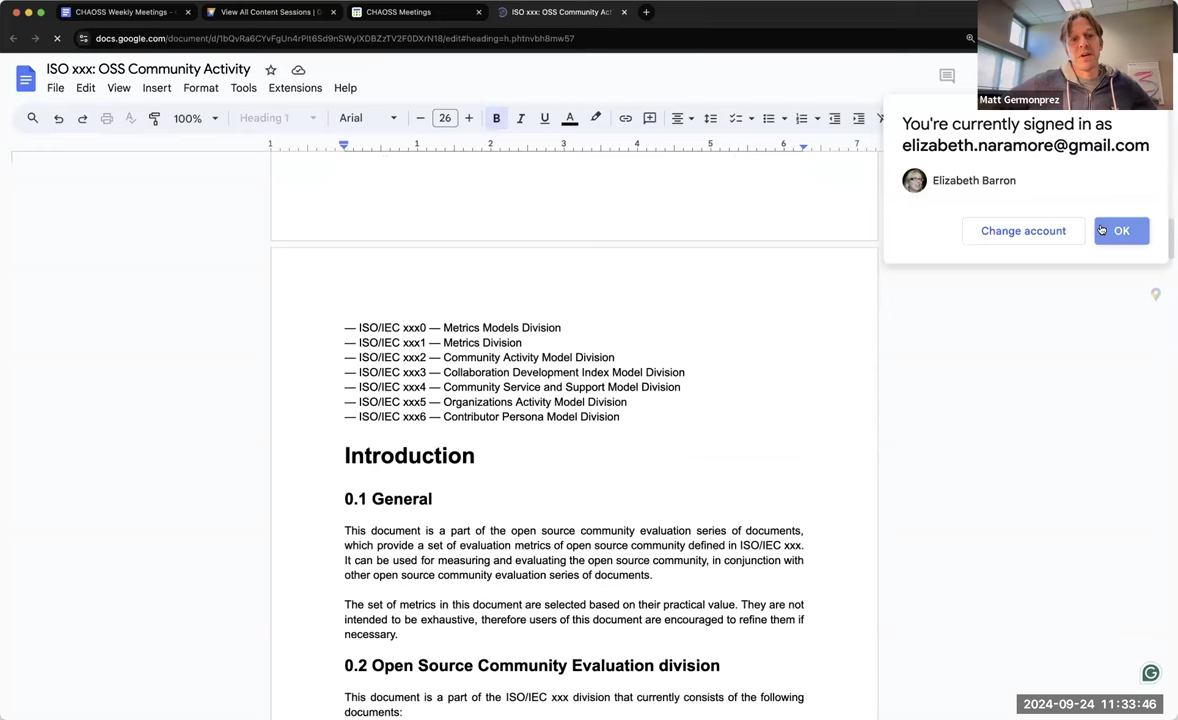 CHAOSS Weekly Meetings -
View All Content Sessions | G
CHAOSS Meetings
ISO xxx: OSS Community Act
docs.google.com/document/d/1bQvRa6CYvFgUn4rPlt6Sd9nSWylXDBZzTV2F0DXrN18/edit#heading=h.phtnvbh8mw57
ISO xxx: OSS Community Activity
File Edit View Insert Format Tools Extensions Help
100% Heading 1 Arial 26 B I U A
1 1 2 3 4 5 6 7
Matt Germonprez
You're currently signed in as
elizabeth.naramore@gmail.com
Elizabeth Barron
Change account OK
— ISO/IEC xxx0 — Metrics Models Division
— ISO/IEC xxx1 — Metrics Division
— ISO/IEC xxx2 — Community Activity Model Division
— ISO/IEC xxx3 — Collaboration Development Index Model Division
— ISO/IEC xxx4 — Community Service and Support Model Division
— ISO/IEC xxx5 — Organizations Activity Model Division
— ISO/IEC xxx6 — Contributor Persona Model Division
Introduction
0.1 General
This document is a part of the open source community evaluation series of documents,
which provide a set of evaluation metrics of open source community defined in ISO/IEC xxx.
It can be used for measuring and evaluating the open source community, in conjunction with
other open source community evaluation series of documents.
The set of metrics in this document are selected based on their practical value. They are not
intended to be exhaustive, therefore users of this document are encouraged to refine them if
necessary.
0.2 Open Source Community Evaluation division
This document is a part of the ISO/IEC xxx division that currently consists of the following
documents:
2024-09-24 11:33:46